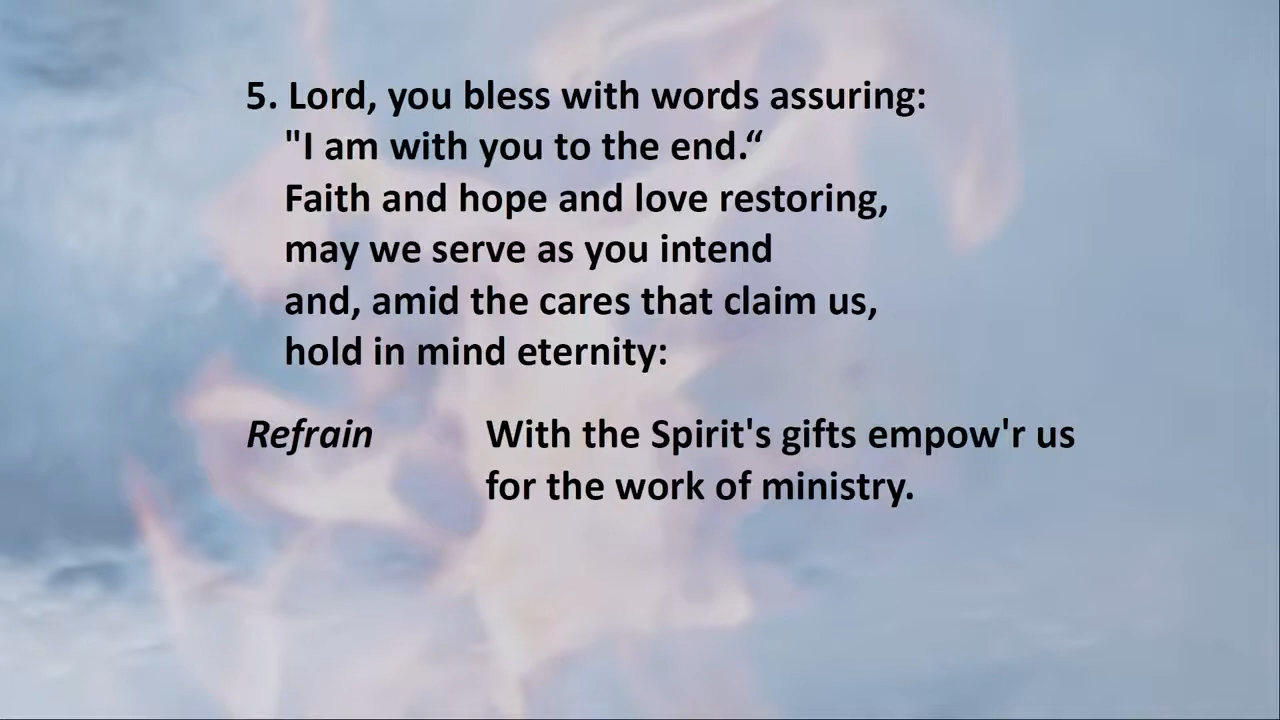 5. Lord, you bless with words assuring:
"I am with you to the end.“
Faith and hope and love restoring,
may we serve as you intend
and, amid the cares that claim us,
hold in mind eternity:
Refrain With the Spirit's gifts empow'r us
for the work of ministry.